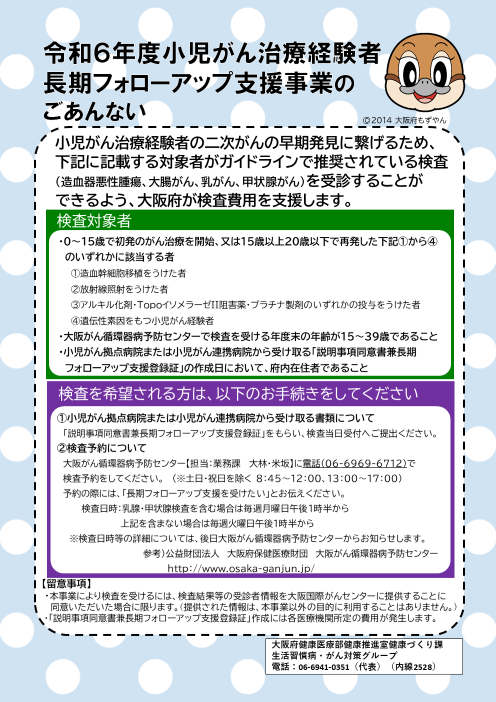 令和6年度小児がん治療経験者
長期フォローアップ支援事業の
ごあんない
©2014 大阪府もずやん
小児がん治療経験者の二次がんの早期発見に繋げるため、
下記に記載する対象者がガイドラインで推奨されている検査
(造血器悪性腫瘍、大腸がん、乳がん、甲状腺がん)を受診することが
できるよう、大阪府が検査費用を支援します。
検査対象者
・0～15歳で初発のがん治療を開始、又は15歳以上20歳以下で再発した下記①から④
のいずれかに該当する者
①造血幹細胞移植をうけた者
②放射線照射をうけた者
③アルキル化剤・TopoイソメラーゼII阻害薬・プラチナ製剤のいずれかの投与をうけた者
④遺伝性素因をもつ小児がん経験者
・大阪がん循環器病予防センターで検査を受ける年度末の年齢が15～39歳であること
・小児がん拠点病院または小児がん連携病院から受け取る「説明事項同意書兼長期
フォローアップ支援登録証」の作成日において、府内在住者であること
検査を希望される方は、以下のお手続きをしてください
①小児がん拠点病院または小児がん連携病院から受け取る書類について
「説明事項同意書兼長期フォローアップ支援登録証」をもらい、検査当日受付へご提出ください。
②検査予約について
大阪がん循環器病予防センター【担当：業務課　大林・米坂】に電話(06-6969-6712)で
検査予約をしてください。（※土日・祝日を除く 8：45～12：00、13：00～17：00）
予約の際には、「長期フォローアップ支援を受けたい」とお伝えください。
検査日時：乳腺・甲状腺検査を含む場合は毎週月曜日午後1時半から
上記を含まない場合は毎週火曜日午後1時半から
※検査日時等の詳細については、後日大阪がん循環器病予防センターからお知らせします。
参考）公益財団法人　大阪府保健医療財団　大阪がん循環器病予防センター
http://www.osaka-ganjun.jp/
【留意事項】
・本事業により検査を受けるには、検査結果等の受診者情報を大阪国際がんセンターに提供することに
同意いただいた場合に限ります。（提供された情報は、本事業以外の目的に利用することはありません。）
・「説明事項同意書兼長期フォローアップ支援登録証」作成には各医療機関所定の費用が発生します。
大阪府健康医療部健康推進室健康づくり課
生活習慣病・がん対策グループ
電話：06-6941-0351（代表）（内線2528）